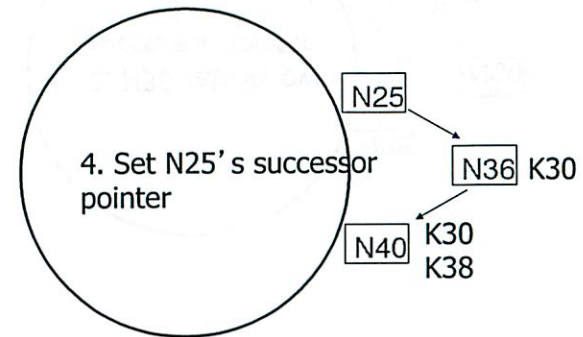 N25
4. Set N25's successor
pointer
N36 K30
N40 K30
K38